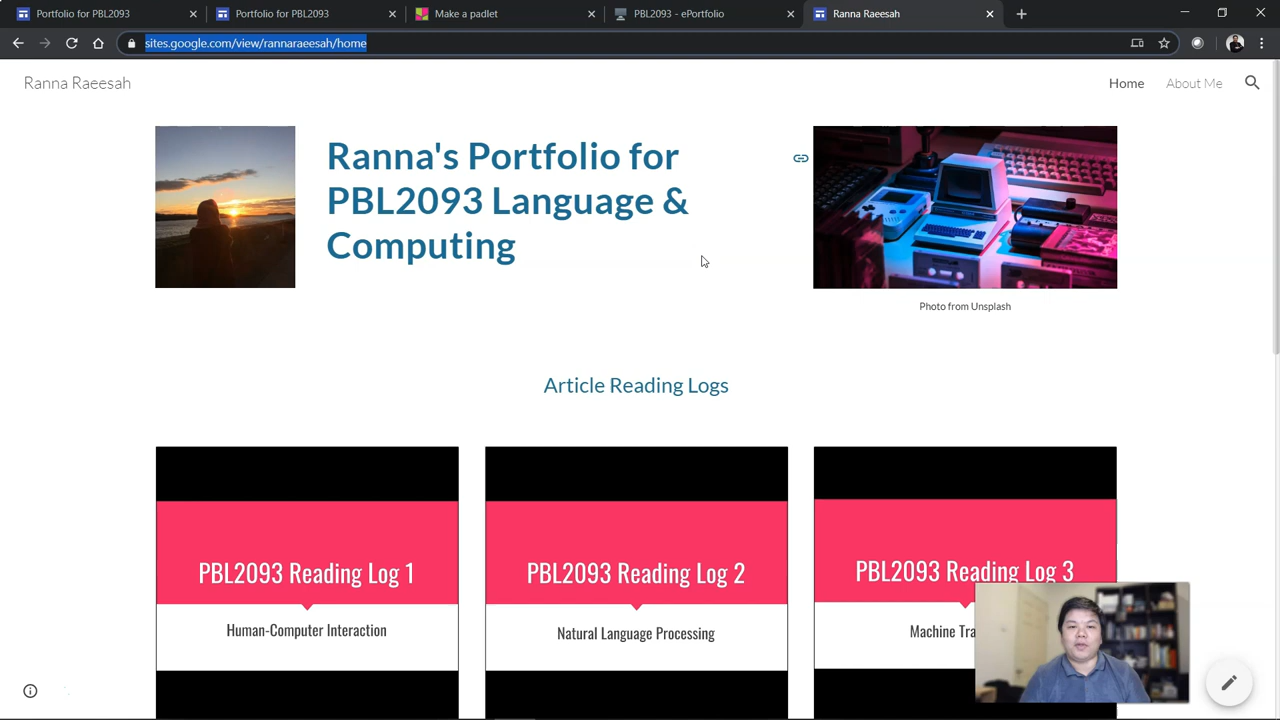 Portfolio for PBL2093
Portfolio for PBL2093
Make a padlet
PBL2093 - ePortfolio
Ranna Raeesah
sites.google.com/view/rannaraeesah/home
Ranna Raeesah
Home
About Me
Ranna's Portfolio for
PBL2093 Language &
Computing
Photo from Unsplash
Article Reading Logs
PBL2093 Reading Log 1
Human-Computer Interaction
PBL2093 Reading Log 2
Natural Language Processing
PBL2093 Reading Log 3
Machine Tra